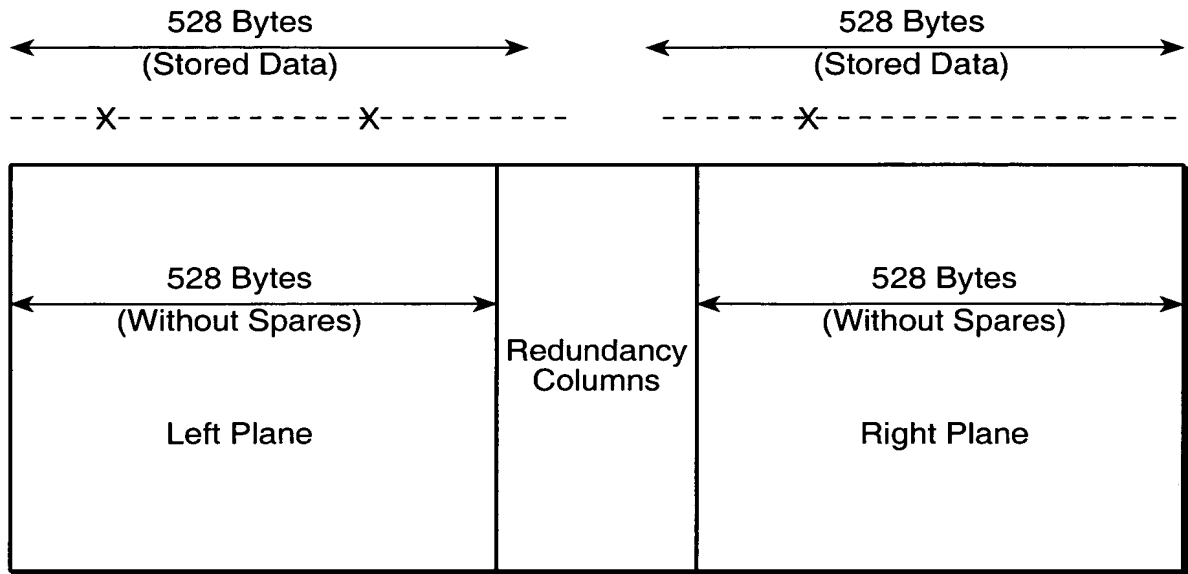 528 Bytes
(Stored Data)
528 Bytes
(Stored Data)
X X X
528 Bytes
(Without Spares)
528 Bytes
(Without Spares)
Redundancy
Columns
Left Plane
Right Plane